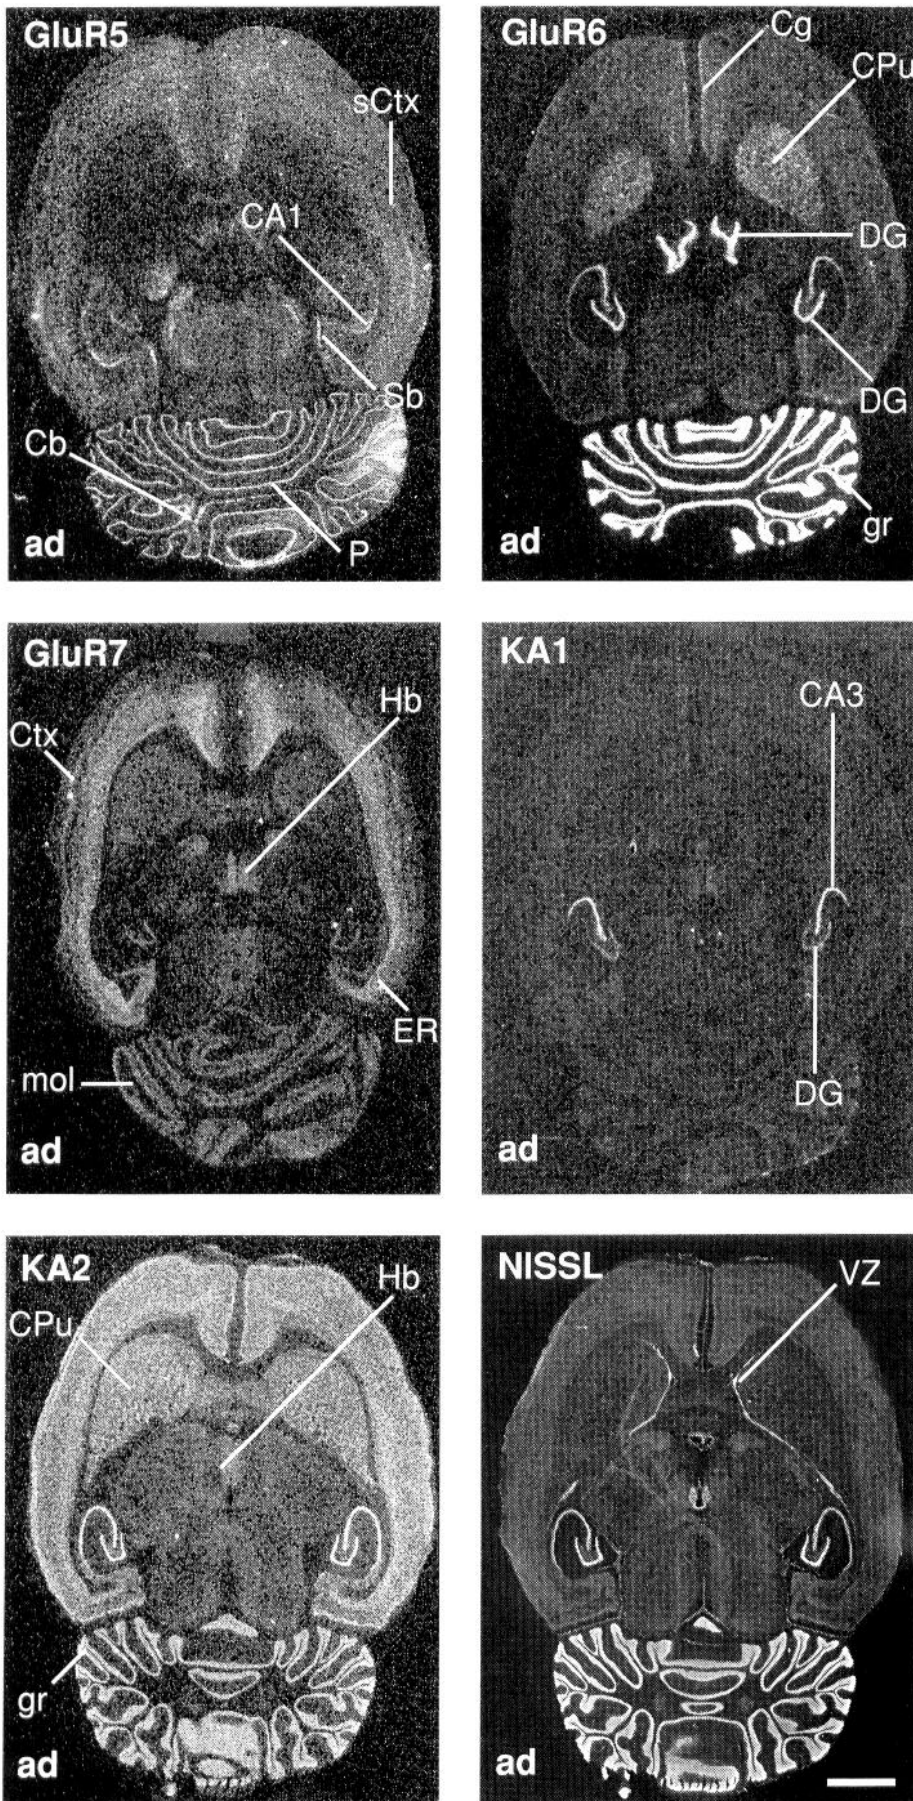 GluR5
sCtx
CA1
Sb
Cb
P
ad
GluR6
Cg
CPu
DG
DG
gr
ad
GluR7
Hb
Ctx
ER
mol
ad
KA1
CA3
DG
ad
KA2
Hb
CPu
gr
ad
NISSL
VZ
ad